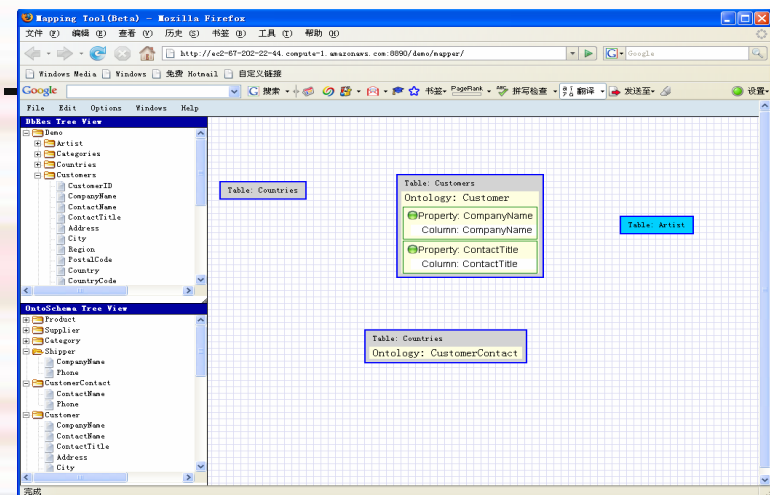 Mapping Tool(Beta) - Mozilla Firefox
文件(F) 编辑(E) 查看(V) 历史(S) 书签(B) 工具(T) 帮助(H)
http://ec2-67-202-22-44.compute-1.amazonaws.com:8890/demo/mapper/ Google
Windows Media Windows 免费 Hotmail 自定义链接
Google G 搜索 书签 PageRank 拼写检查 翻译 发送至 设置
File Edit Options Windows Help
DbRes Tree View
Demo
Artist
Categories
Countries
Customers
CustomerID
CompanyName
ContactName
ContactTitle
Address
City
Region
PostalCode
Country
CountryCode
OntoSchema Tree View
Product
Supplier
Category
Shipper
CompanyName
Phone
CustomerContact
ContactName
Phone
Customer
CompanyName
ContactName
ContactTitle
Address
City
Table: Countries
Table: Customers
Ontology: Customer
Property: CompanyName
Column: CompanyName
Property: ContactTitle
Column: ContactTitle
Table: Artist
Table: Countries
Ontology: CustomerContact
完成